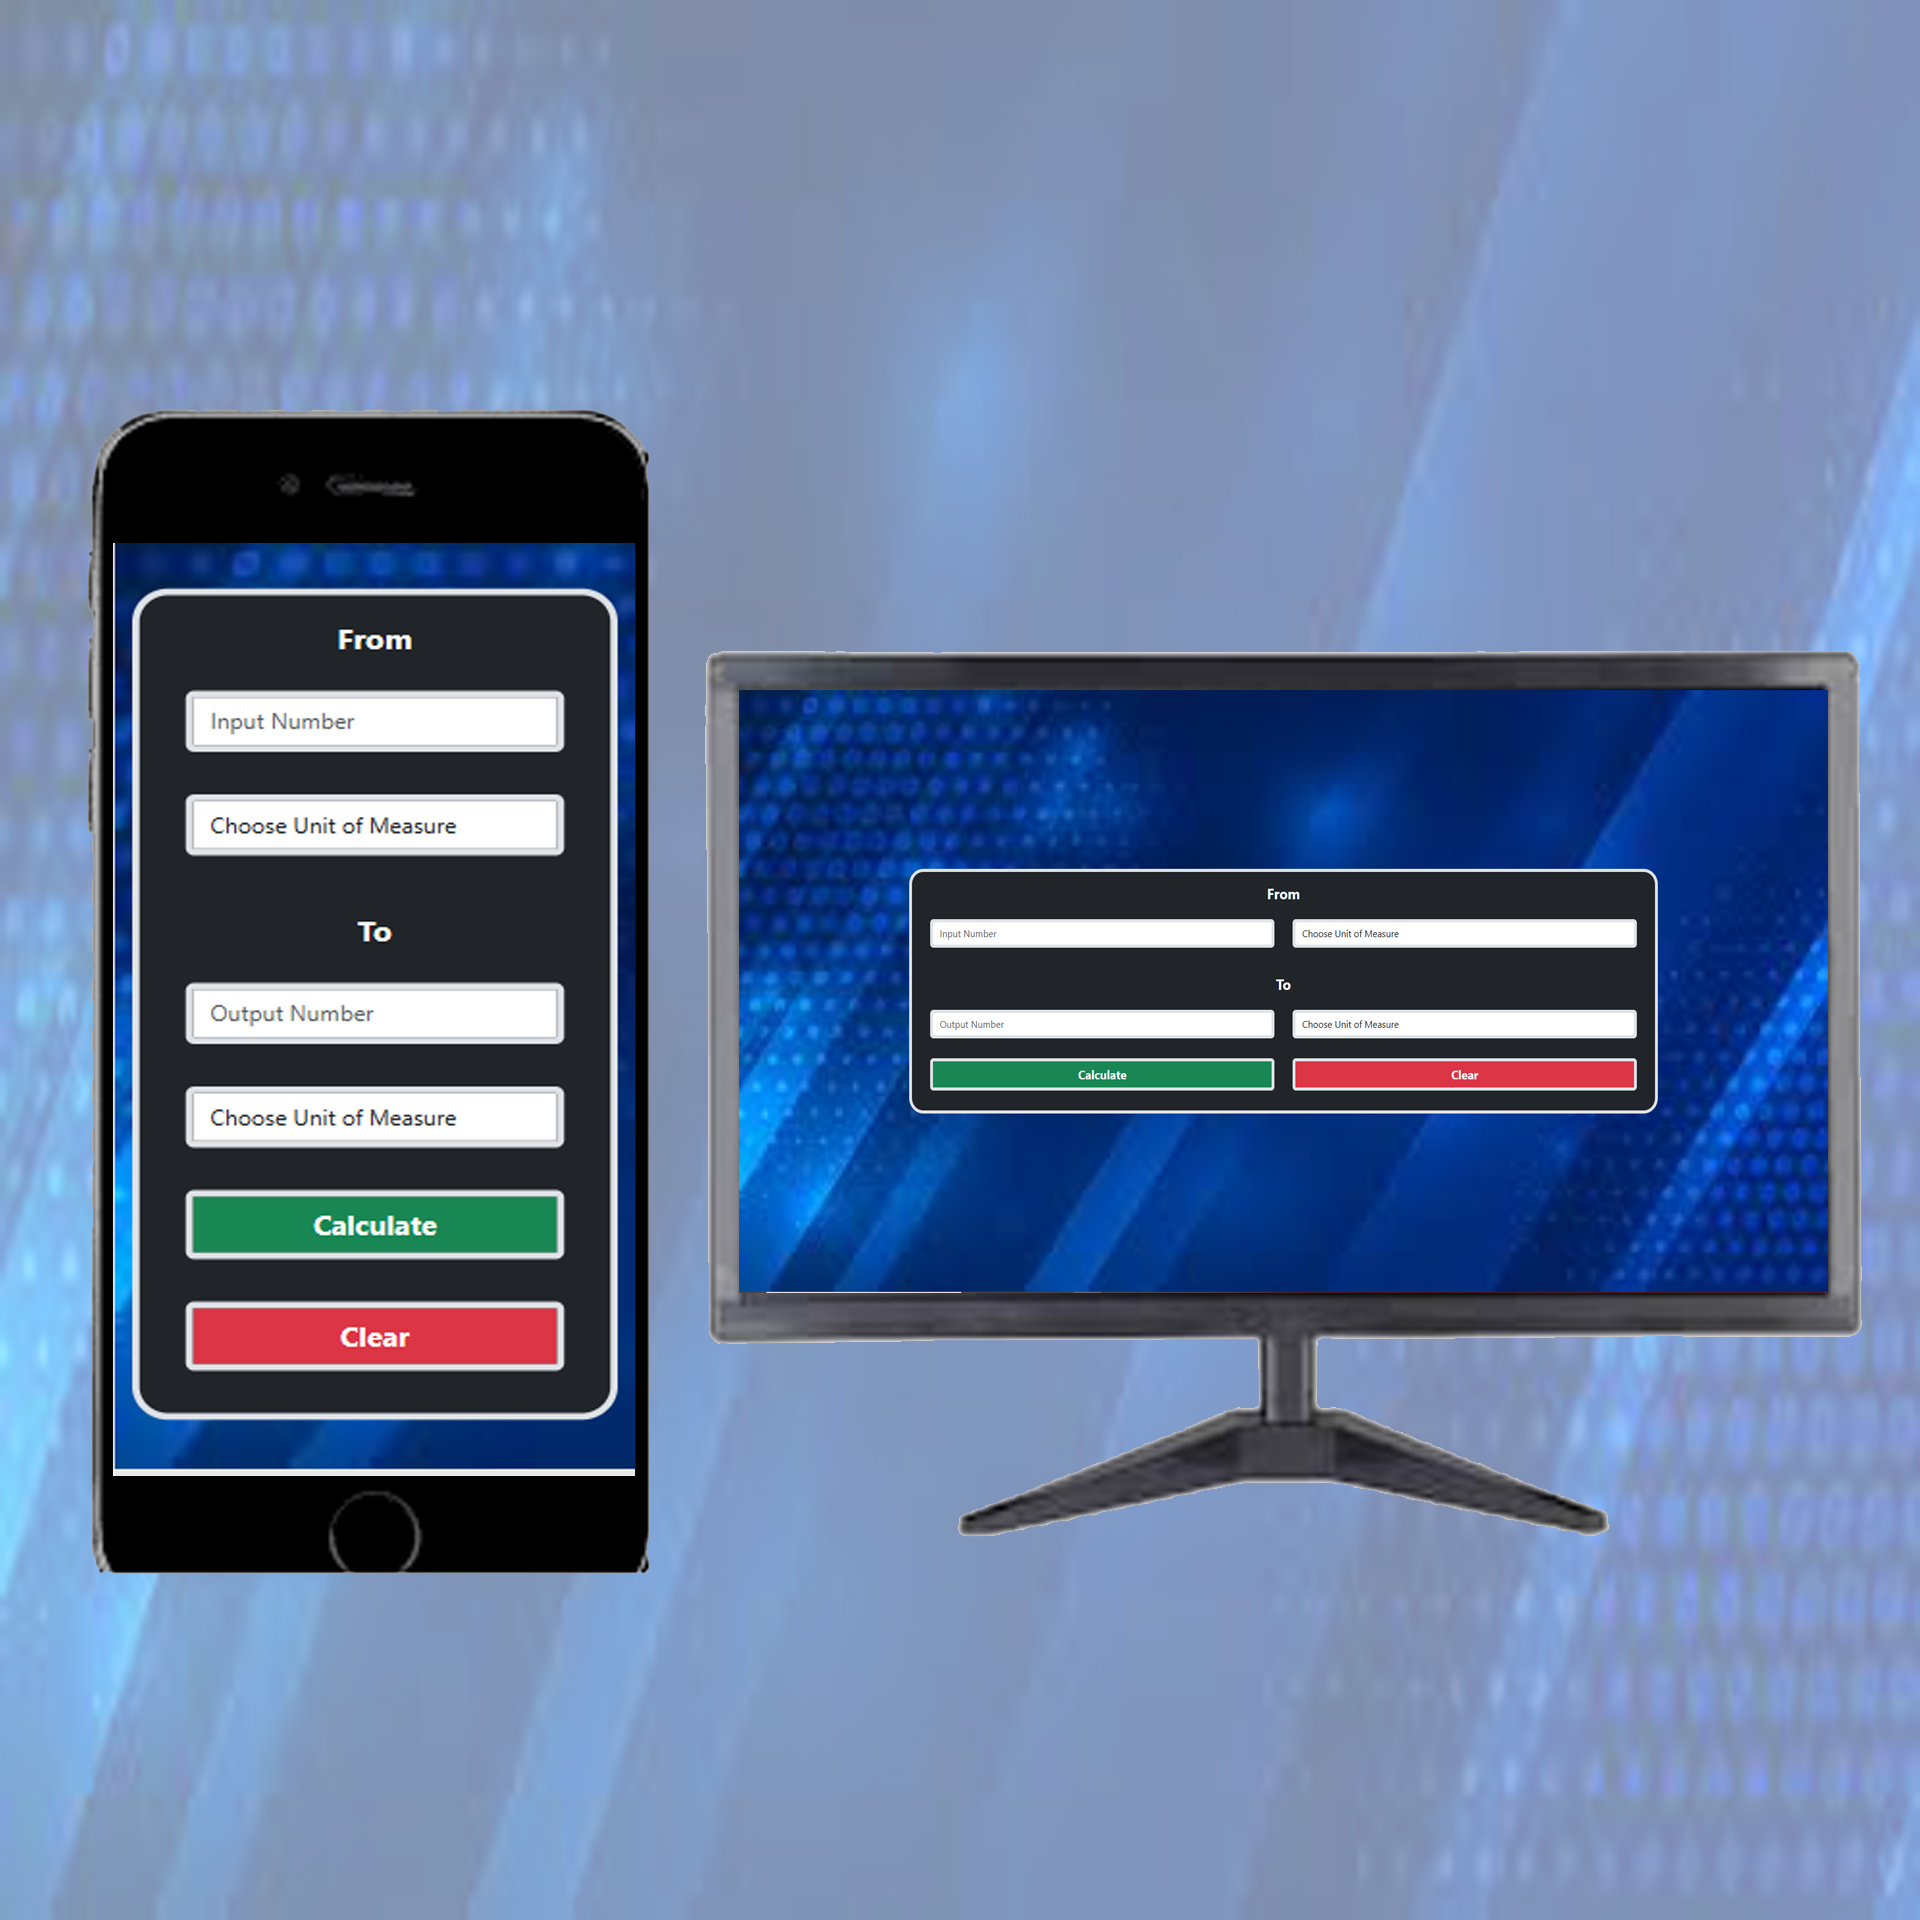 From
Input Number
Choose Unit of Measure
To
Output Number
Choose Unit of Measure
Calculate
Clear
From
Input Number Choose Unit of Measure
To
Output Number Choose Unit of Measure
Calculate Clear